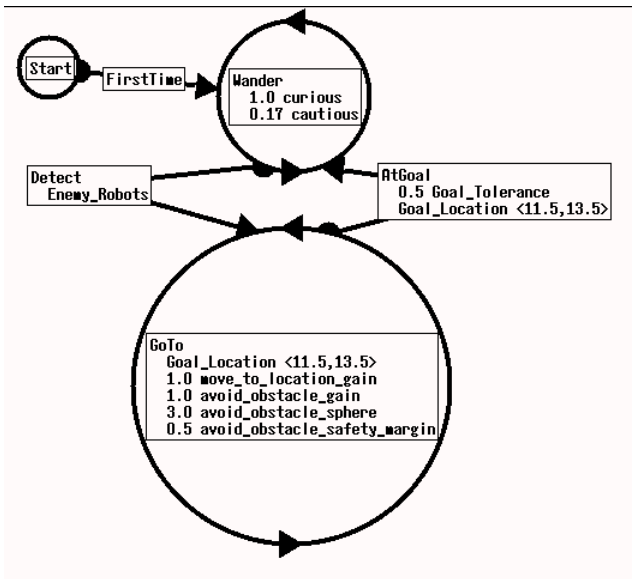 Start
FirstTime
Wander
1.0 curious
0.17 cautious
Detect
Enemy_Robots
AtGoal
0.5 Goal_Tolerance
Goal_Location <11.5,13.5>
GoTo
Goal_Location <11.5,13.5>
1.0 move_to_location_gain
1.0 avoid_obstacle_gain
3.0 avoid_obstacle_sphere
0.5 avoid_obstacle_safety_margin